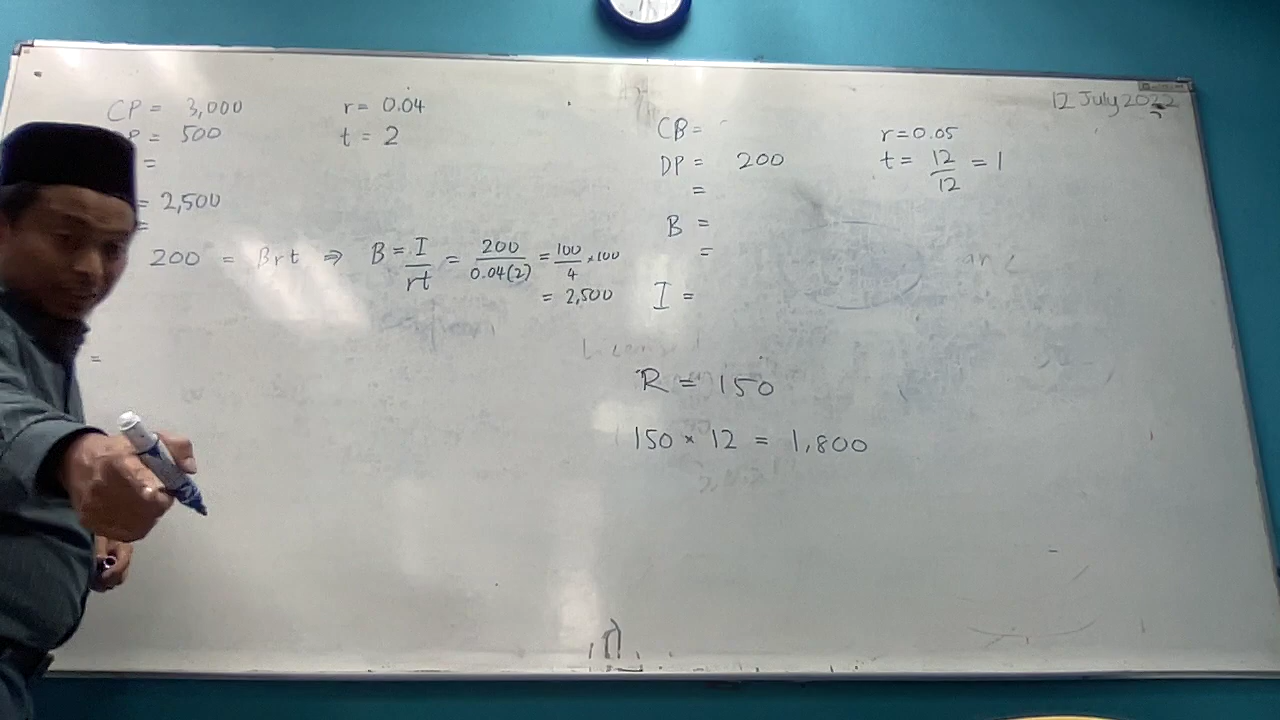 12 July 2022
CP = 3,000 r = 0.04
P = 500 t = 2
=
= 2,500
=
200 = Brt ⇒ B = I/rt = 200/0.04(2) = 100/4 × 100
= 2,500
=
CB =
r = 0.05
DP = 200 t = 12/12 = 1
=
B =
=
I =
R = 150
150 × 12 = 1,800